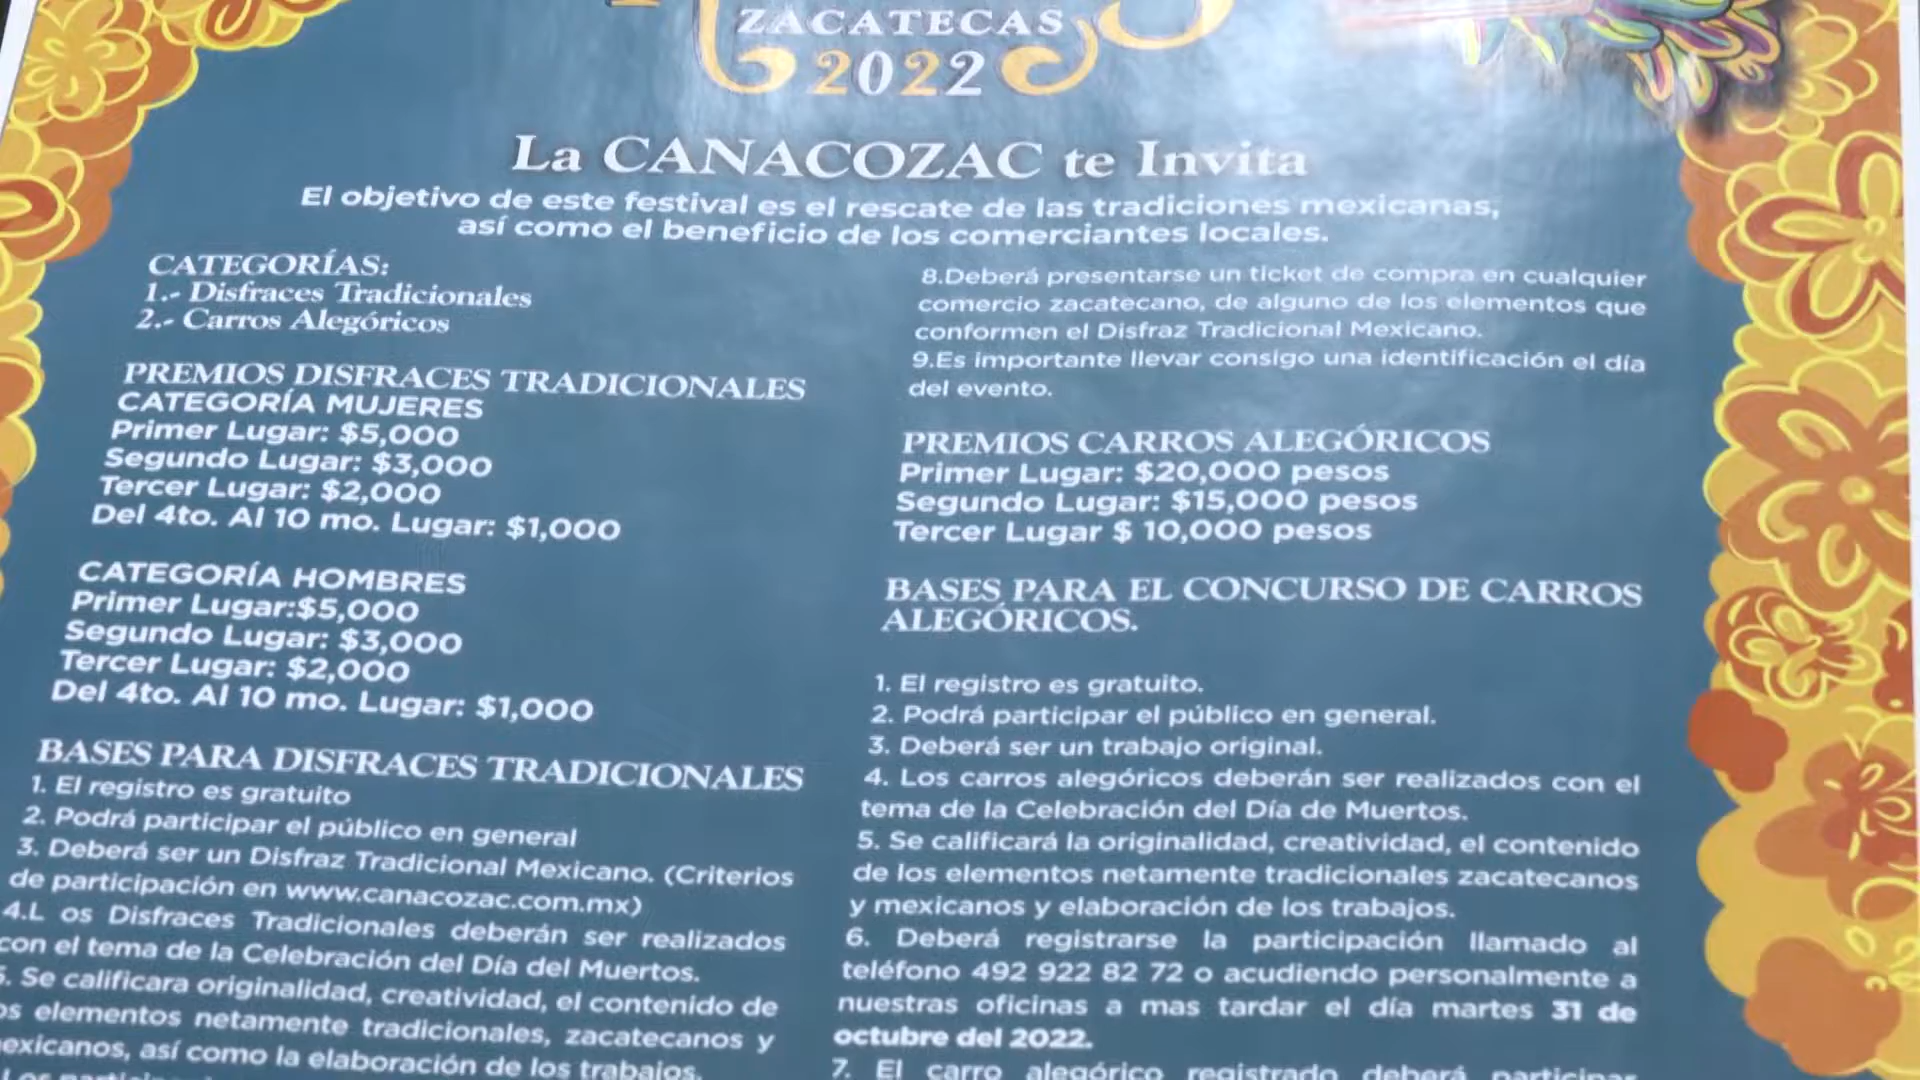 ZACATECAS
2022
La CANACOZAC te Invita
El objetivo de este festival es el rescate de las tradiciones mexicanas,
así como el beneficio de los comerciantes locales.
CATEGORÍAS:
1.- Disfraces Tradicionales
2.- Carros Alegóricos
PREMIOS DISFRACES TRADICIONALES
CATEGORÍA MUJERES
Primer Lugar: $5,000
Segundo Lugar: $3,000
Tercer Lugar: $2,000
Del 4to. Al 10 mo. Lugar: $1,000
CATEGORÍA HOMBRES
Primer Lugar:$5,000
Segundo Lugar: $3,000
Tercer Lugar: $2,000
Del 4to. Al 10 mo. Lugar: $1,000
BASES PARA DISFRACES TRADICIONALES
1. El registro es gratuito
2. Podrá participar el público en general
3. Deberá ser un Disfraz Tradicional Mexicano. (Criterios
de participación en www.canacozac.com.mx)
4.L os Disfraces Tradicionales deberán ser realizados
con el tema de la Celebración del Día del Muertos.
5. Se calificara originalidad, creatividad, el contenido de
os elementos netamente tradicionales, zacatecanos y
exicanos, así como la elaboración de los trabajos.
8.Deberá presentarse un ticket de compra en cualquier
comercio zacatecano, de alguno de los elementos que
conformen el Disfraz Tradicional Mexicano.
9.Es importante llevar consigo una identificación el día
del evento.
PREMIOS CARROS ALEGÓRICOS
Primer Lugar: $20,000 pesos
Segundo Lugar: $15,000 pesos
Tercer Lugar $ 10,000 pesos
BASES PARA EL CONCURSO DE CARROS
ALEGÓRICOS.
1. El registro es gratuito.
2. Podrá participar el público en general.
3. Deberá ser un trabajo original.
4. Los carros alegóricos deberán ser realizados con el
tema de la Celebración del Día de Muertos.
5. Se calificará la originalidad, creatividad, el contenido
de los elementos netamente tradicionales zacatecanos
y mexicanos y elaboración de los trabajos.
6. Deberá registrarse la participación llamado al
teléfono 492 922 82 72 o acudiendo personalmente a
nuestras oficinas a mas tardar el día martes 31 de
octubre del 2022.
7. El carro alegórico registrado deberá participar